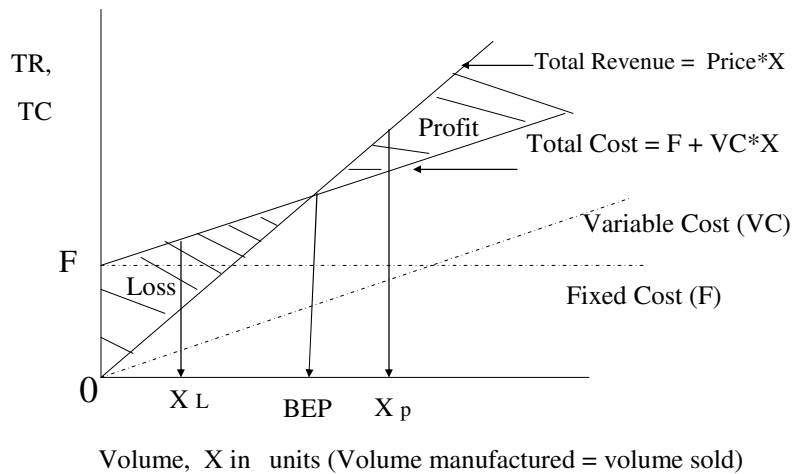 TR,
TC
Total Revenue = Price*X
Profit
Total Cost = F + VC*X
Variable Cost (VC)
F
Loss
Fixed Cost (F)
0
X L
BEP
X p
Volume, X in units (Volume manufactured = volume sold)